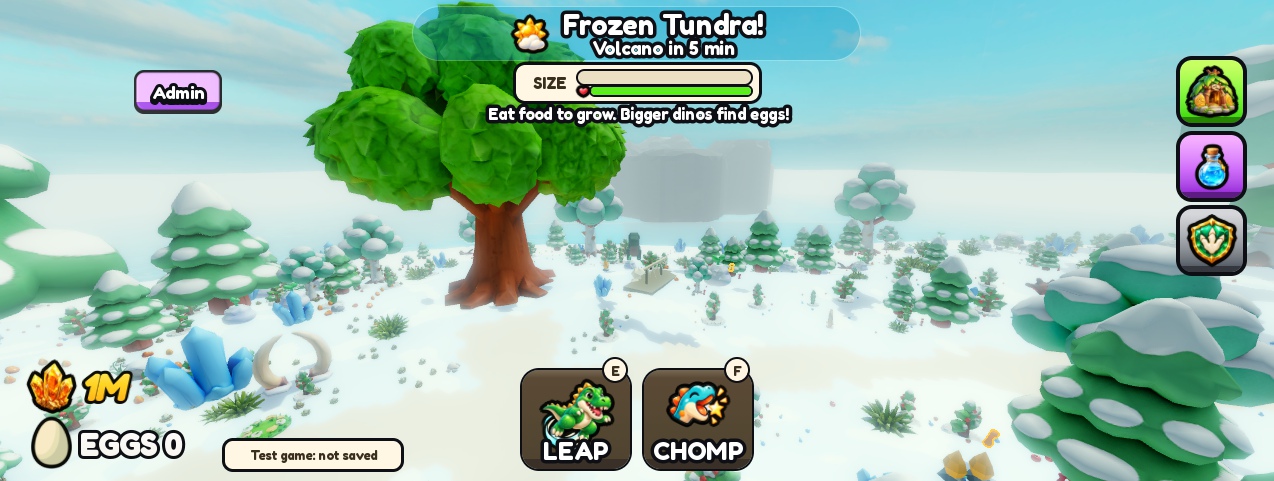 Frozen Tundra!
Volcano in 5 min
Admin
SIZE
Eat food to grow. Bigger dinos find eggs!
1M
EGGS 0
Test game: not saved
E
LEAP
F
CHOMP